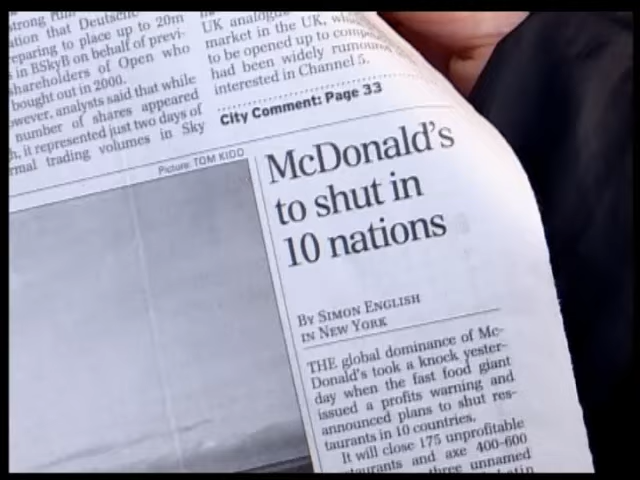 tion that Deutsche
eparing to place up to 20m
s in BSkyB on behalf of previ-
shareholders of Open who
bought out in 2000.
owever, analysts said that while
number of shares appeared
h, it represented just two days of
rmal trading volumes in Sky
UK analogue
market in the UK,
to be opened up to
had been widely rumoure
interested in Channel 5.
City Comment: Page 33
Picture: TOM KIDD
McDonald's
to shut in
10 nations
BY SIMON ENGLISH
IN NEW YORK
THE global dominance of Mc-
Donald's took a knock yester-
day when the fast food giant
issued a profits warning and
announced plans to shut res-
taurants in 10 countries.
It will close 175 unprofitable
taurants and axe 400-600
three unnamed